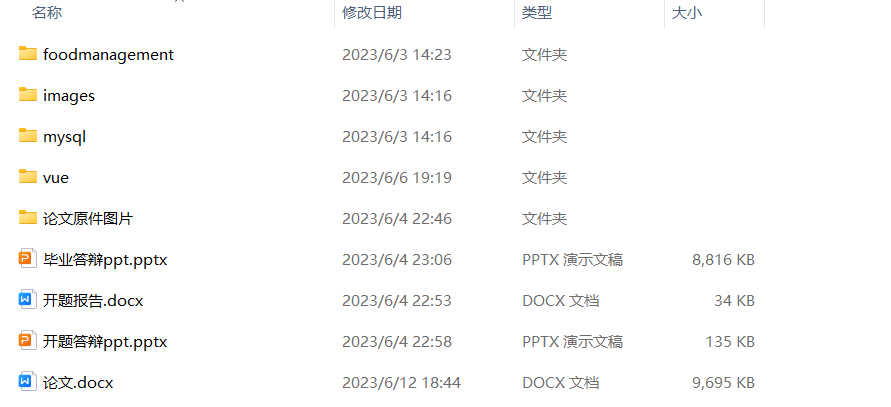 名称 修改日期 类型 大小
foodmanagement 2023/6/3 14:23 文件夹
images 2023/6/3 14:16 文件夹
mysql 2023/6/3 14:16 文件夹
vue 2023/6/6 19:19 文件夹
论文原件图片 2023/6/4 22:46 文件夹
毕业答辩ppt.pptx 2023/6/4 23:06 PPTX 演示文稿 8,816 KB
开题报告.docx 2023/6/4 22:53 DOCX 文档 34 KB
开题答辩ppt.pptx 2023/6/4 22:58 PPTX 演示文稿 135 KB
论文.docx 2023/6/12 18:44 DOCX 文档 9,695 KB